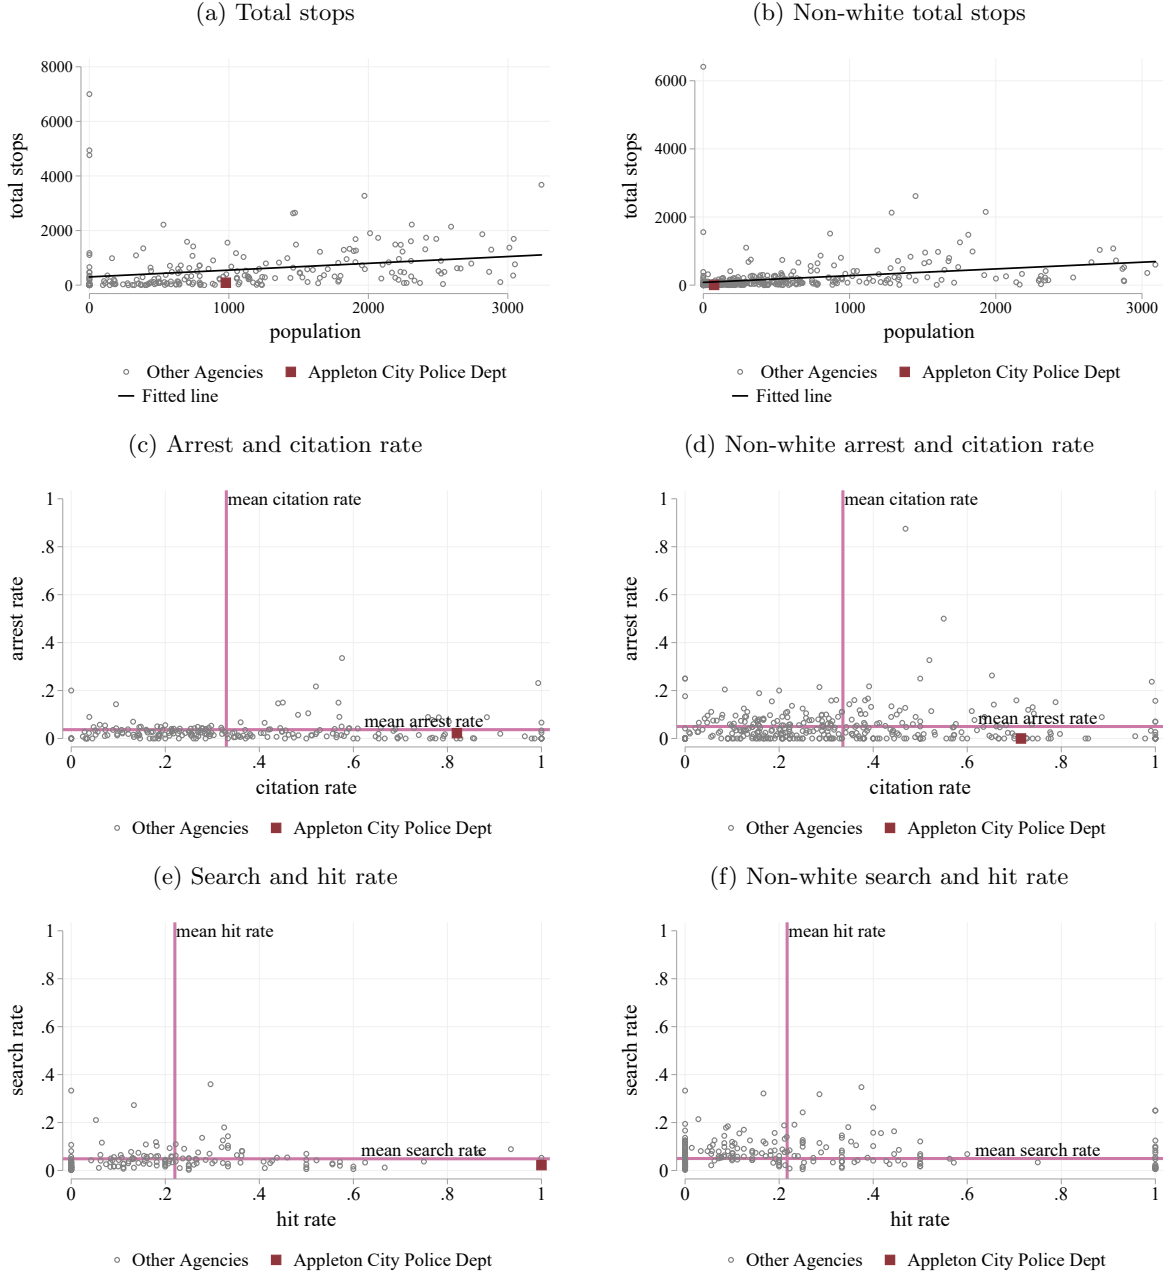 (a) Total stops
(b) Non-white total stops
8000
6000
4000
2000
0
total stops
0
1000
2000
3000
population
Other Agencies
Appleton City Police Dept
Fitted line
6000
4000
2000
0
total stops
0
1000
2000
3000
population
Other Agencies
Appleton City Police Dept
Fitted line
(c) Arrest and citation rate
(d) Non-white arrest and citation rate
1
.8
.6
.4
.2
0
arrest rate
mean citation rate
mean arrest rate
0
.2
.4
.6
.8
1
citation rate
Other Agencies
Appleton City Police Dept
1
.8
.6
.4
.2
0
arrest rate
mean citation rate
mean arrest rate
0
.2
.4
.6
.8
1
citation rate
Other Agencies
Appleton City Police Dept
(e) Search and hit rate
(f) Non-white search and hit rate
1
.8
.6
.4
.2
0
search rate
mean hit rate
mean search rate
0
.2
.4
.6
.8
1
hit rate
Other Agencies
Appleton City Police Dept
1
.8
.6
.4
.2
0
search rate
mean hit rate
mean search rate
0
.2
.4
.6
.8
1
hit rate
Other Agencies
Appleton City Police Dept